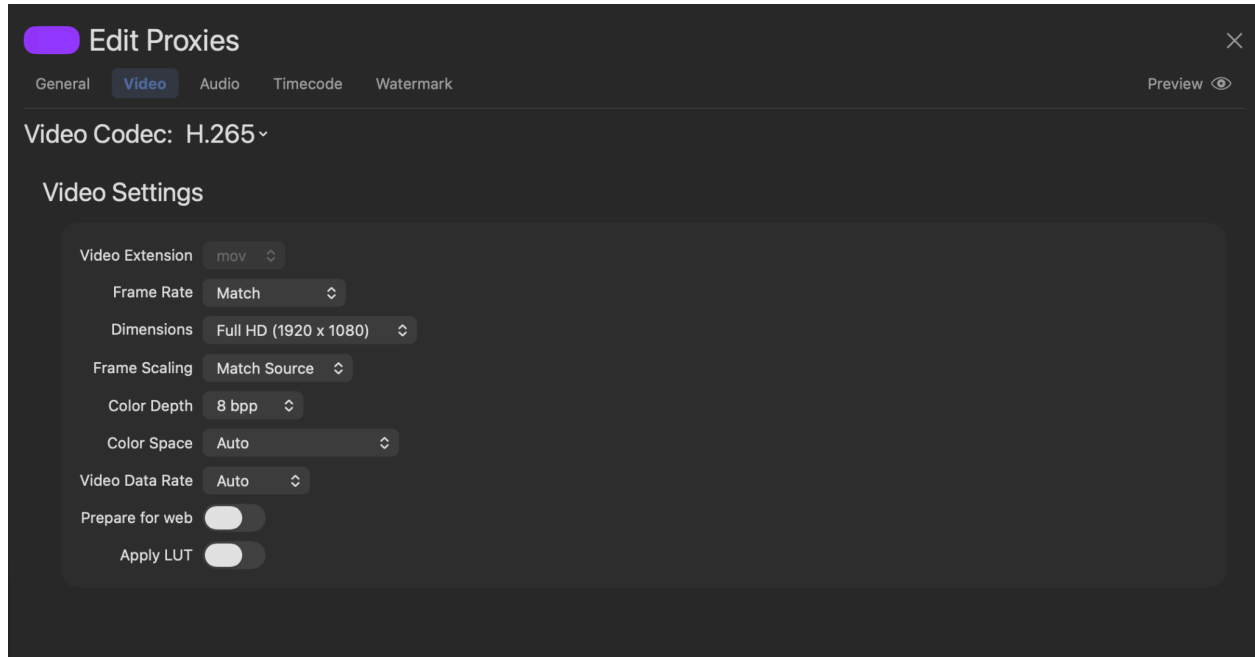 Edit Proxies
General Video Audio Timecode Watermark Preview
Video Codec: H.265
Video Settings
Video Extension mov
Frame Rate Match
Dimensions Full HD (1920 x 1080)
Frame Scaling Match Source
Color Depth 8 bpp
Color Space Auto
Video Data Rate Auto
Prepare for web
Apply LUT